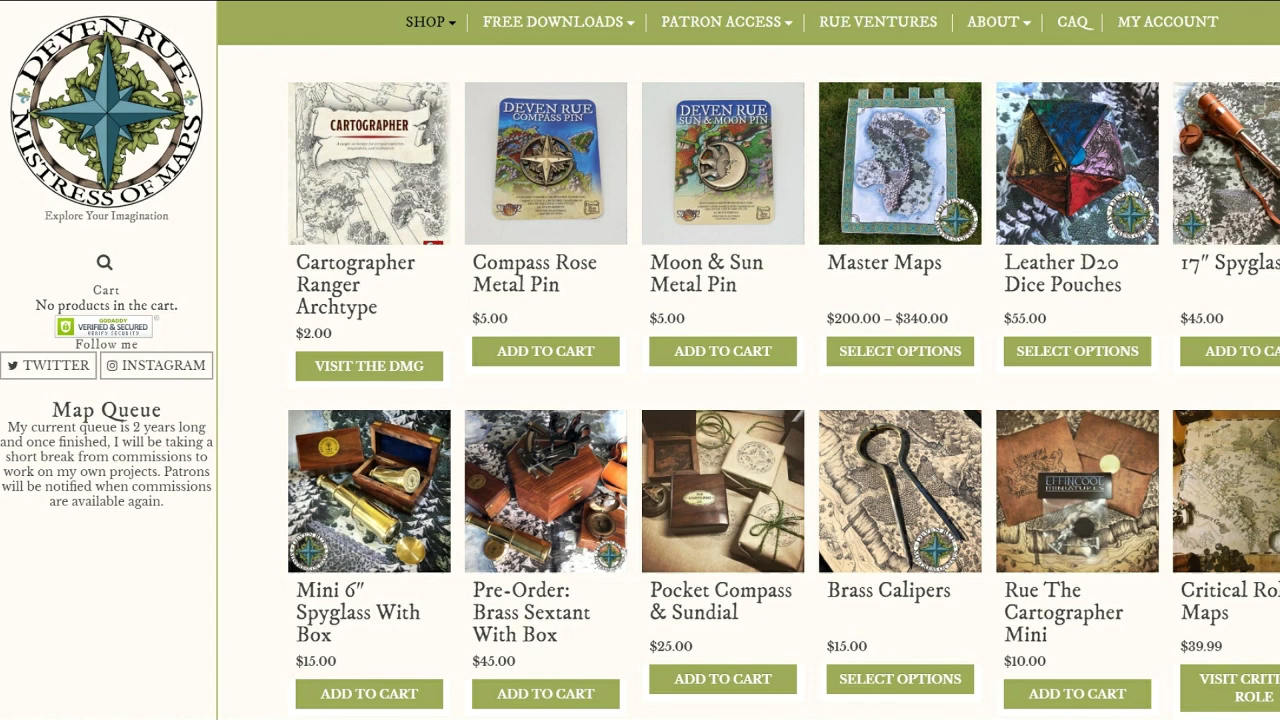 DEVEN RUE
MISTRESS OF MAPS
Explore Your Imagination
Cart
No products in the cart.
GODADDY
VERIFIED & SECURED
VERIFY SECURITY
Follow me
TWITTER
INSTAGRAM
Map Queue
My current queue is 2 years long
and once finished, I will be taking a
short break from commissions to
work on my own projects. Patrons
will be notified when commissions
are available again.
SHOP
FREE DOWNLOADS
PATRON ACCESS
RUE VENTURES
ABOUT
CAQ
MY ACCOUNT
CARTOGRAPHER
DEVEN RUE
COMPASS PIN
DEVEN RUE
SUN & MOON PIN
Cartographer
Ranger
Archtype
$2.00
VISIT THE DMG
Compass Rose
Metal Pin
$5.00
ADD TO CART
Moon & Sun
Metal Pin
$5.00
ADD TO CART
Master Maps
$200.00 – $340.00
SELECT OPTIONS
Leather D20
Dice Pouches
$55.00
SELECT OPTIONS
17" Spyglas
$45.00
ADD TO CA
EFFINCOOL
MINIATURES
Mini 6"
Spyglass With
Box
$15.00
ADD TO CART
Pre-Order:
Brass Sextant
With Box
$45.00
ADD TO CART
Pocket Compass
& Sundial
$25.00
ADD TO CART
Brass Calipers
$15.00
SELECT OPTIONS
Rue The
Cartographer
Mini
$10.00
ADD TO CART
Critical Rol
Maps
$39.99
VISIT CRITI
ROLE